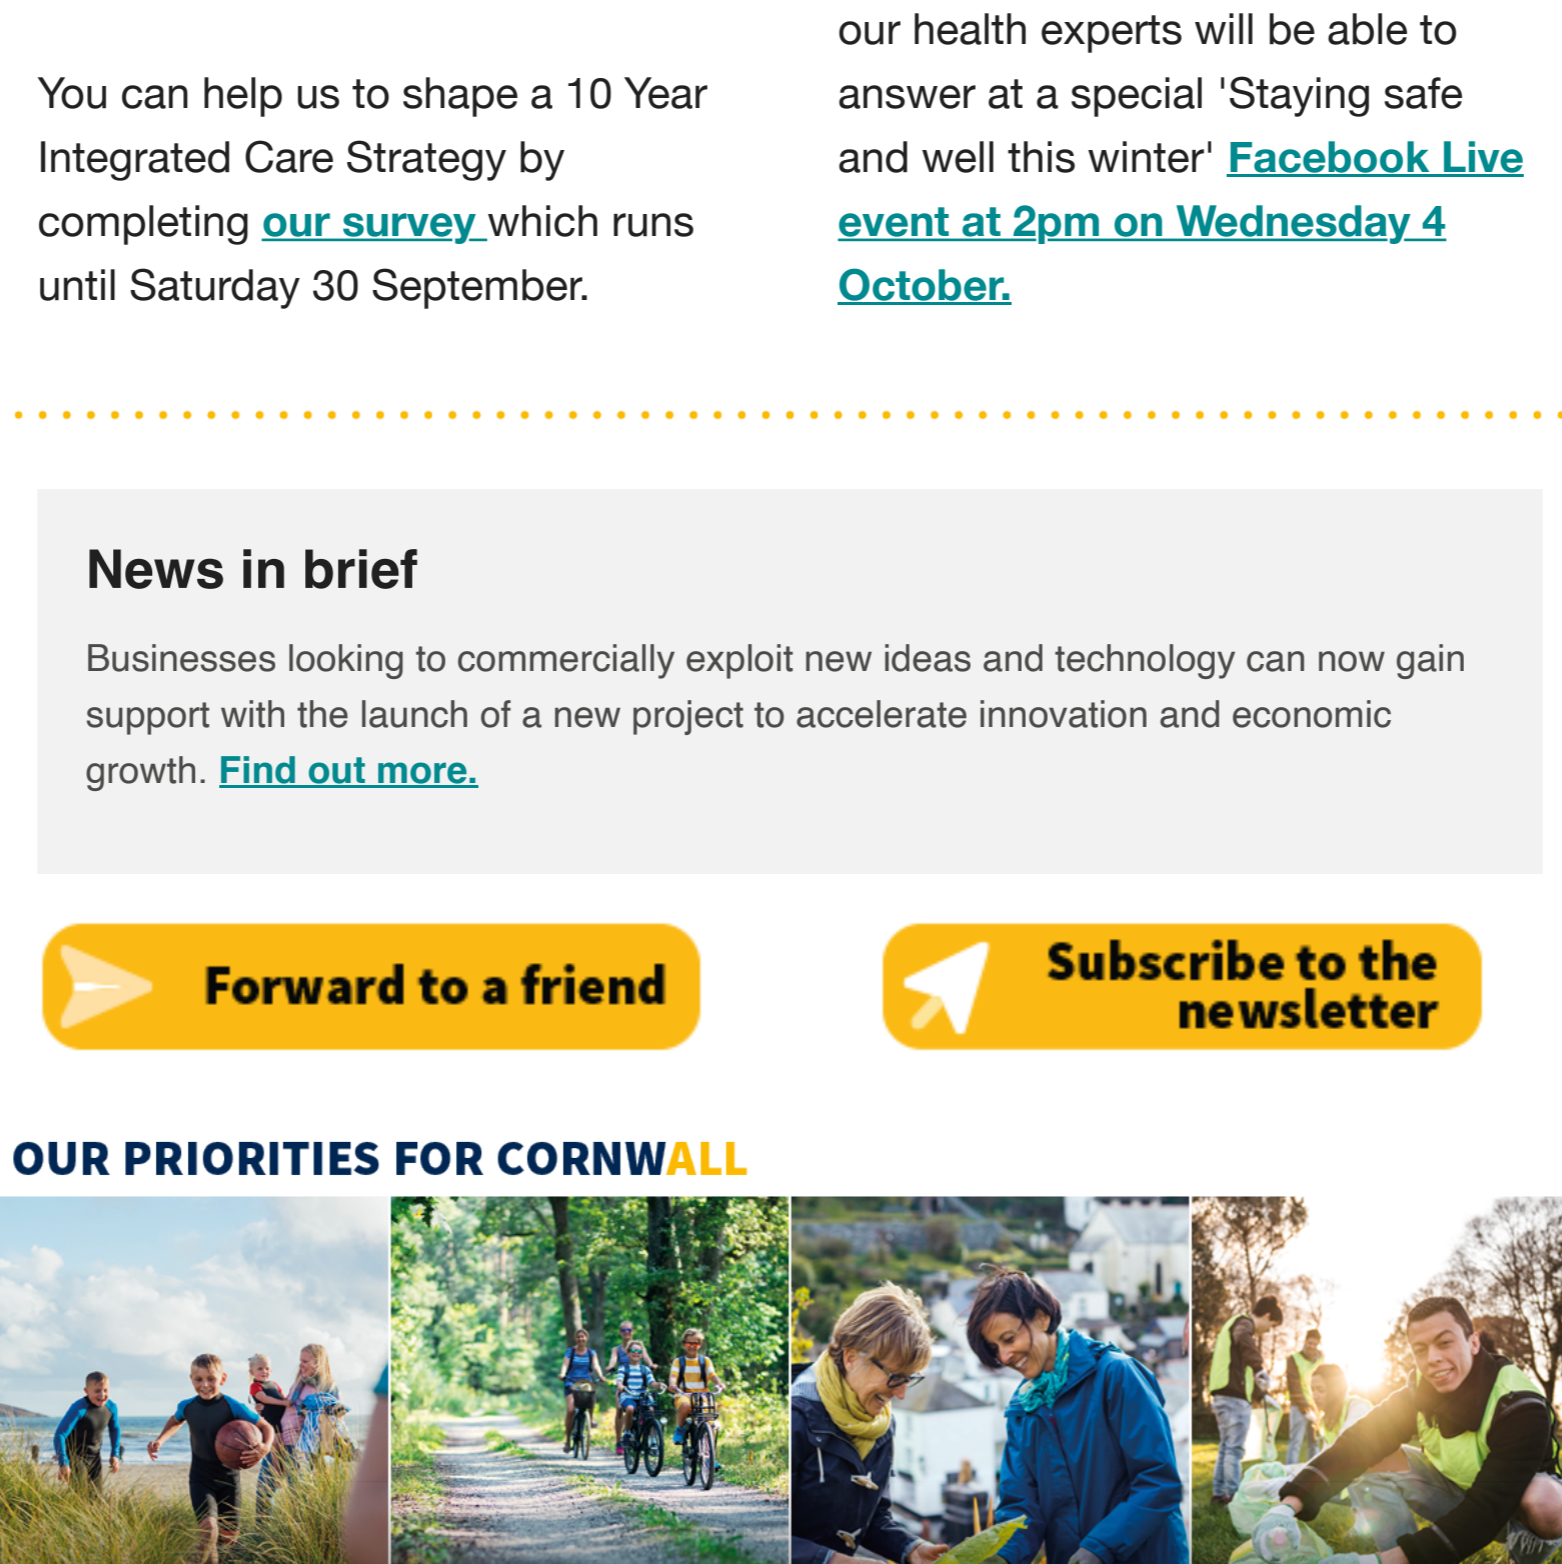 You can help us to shape a 10 Year
Integrated Care Strategy by
completing our survey which runs
until Saturday 30 September.
our health experts will be able to
answer at a special 'Staying safe
and well this winter' Facebook Live
event at 2pm on Wednesday 4
October.
News in brief
Businesses looking to commercially exploit new ideas and technology can now gain
support with the launch of a new project to accelerate innovation and economic
growth. Find out more.
Forward to a friend
Subscribe to the
newsletter
OUR PRIORITIES FOR CORNWALL